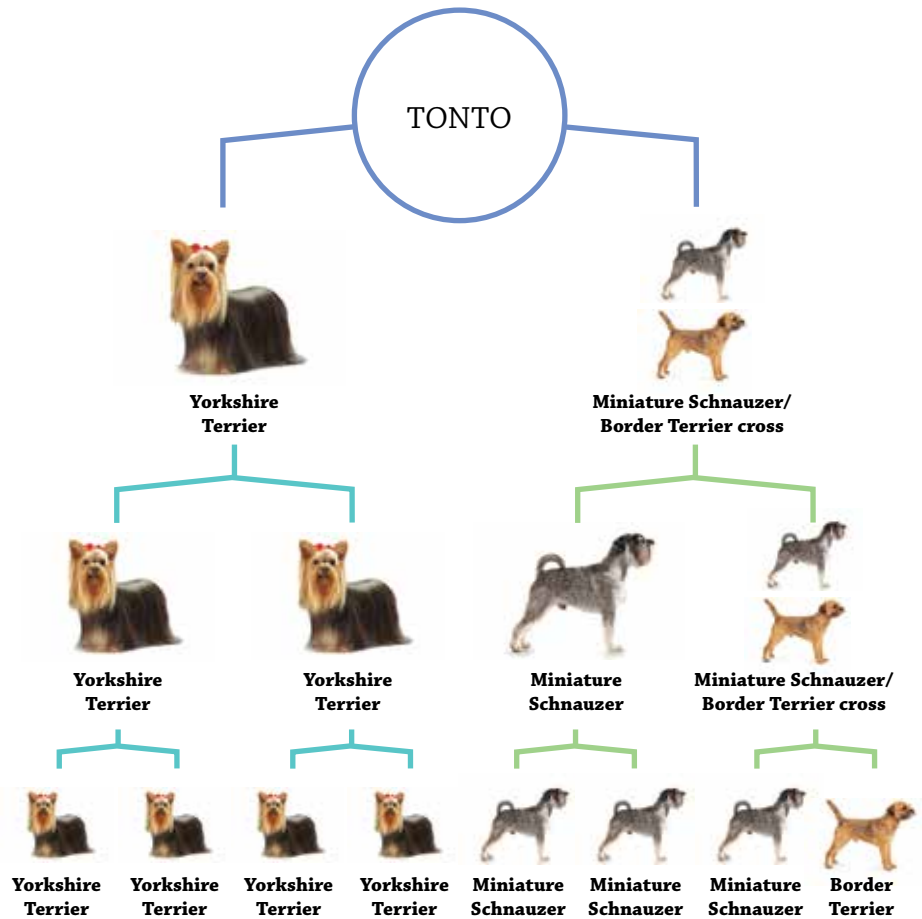 TONTO
Yorkshire
Terrier
Miniature Schnauzer/
Border Terrier cross
Yorkshire
Terrier
Yorkshire
Terrier
Miniature
Schnauzer
Miniature Schnauzer/
Border Terrier cross
Yorkshire
Terrier
Yorkshire
Terrier
Yorkshire
Terrier
Yorkshire
Terrier
Miniature
Schnauzer
Miniature
Schnauzer
Miniature
Schnauzer
Border
Terrier